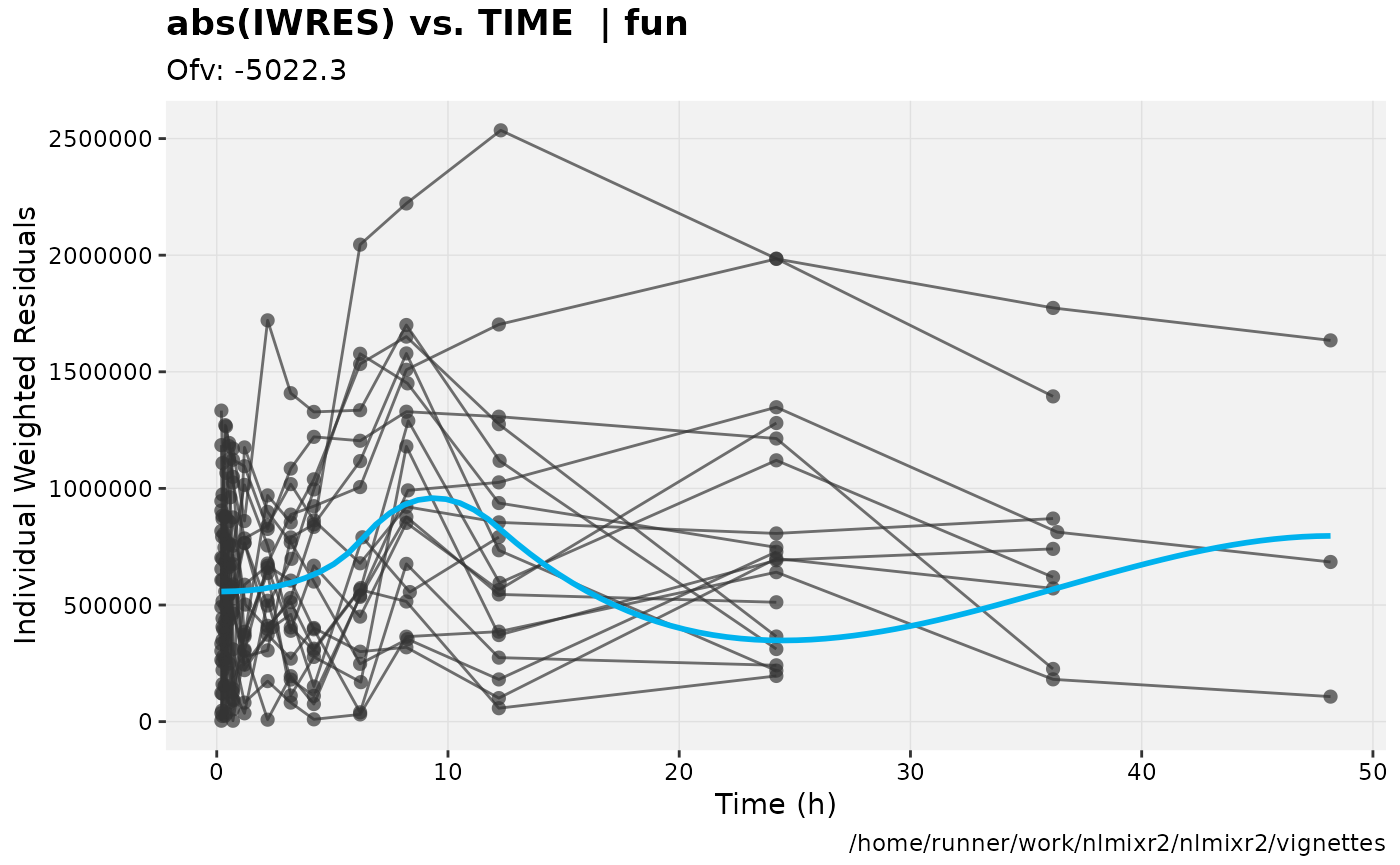 abs(IWRES) vs. TIME | fun
Ofv: -5022.3
Individual Weighted Residuals
2500000
2000000
1500000
1000000
500000
0
0 10 20 30 40 50
Time (h)
/home/runner/work/nlmixr2/nlmixr2/vignettes